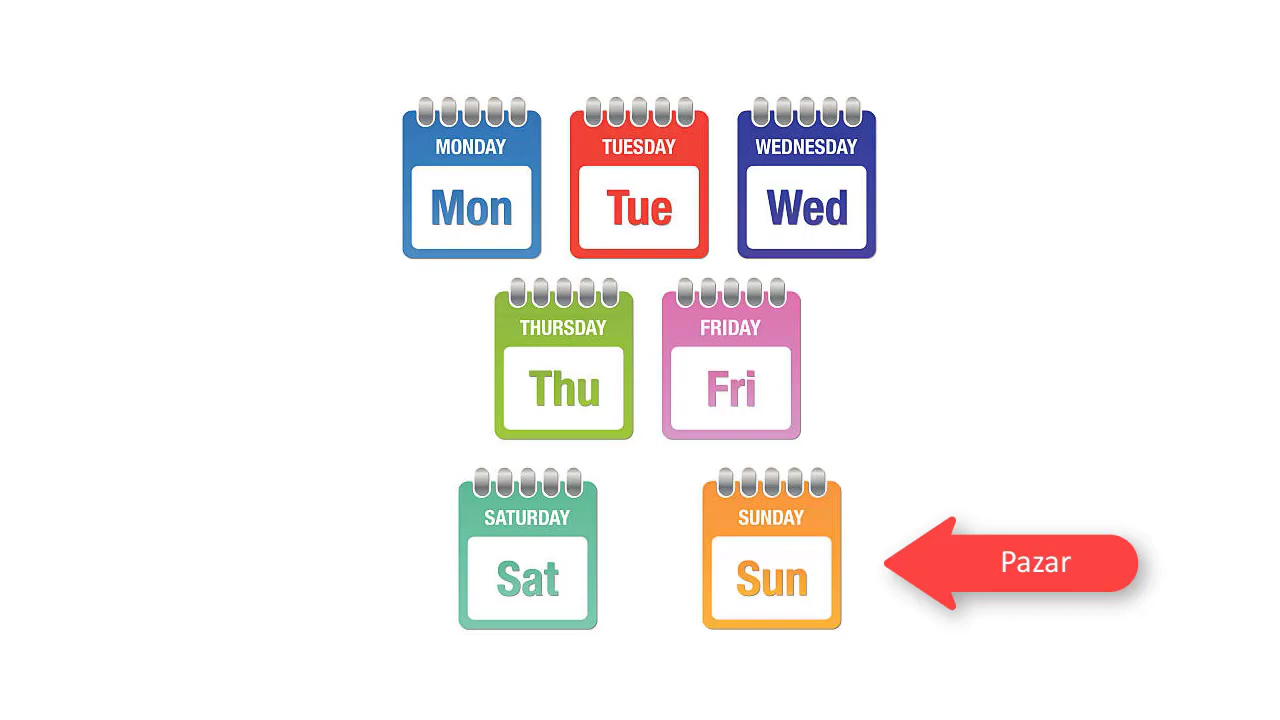 MONDAY
Mon
TUESDAY
Tue
WEDNESDAY
Wed
THURSDAY
Thu
FRIDAY
Fri
SATURDAY
Sat
SUNDAY
Sun
Pazar